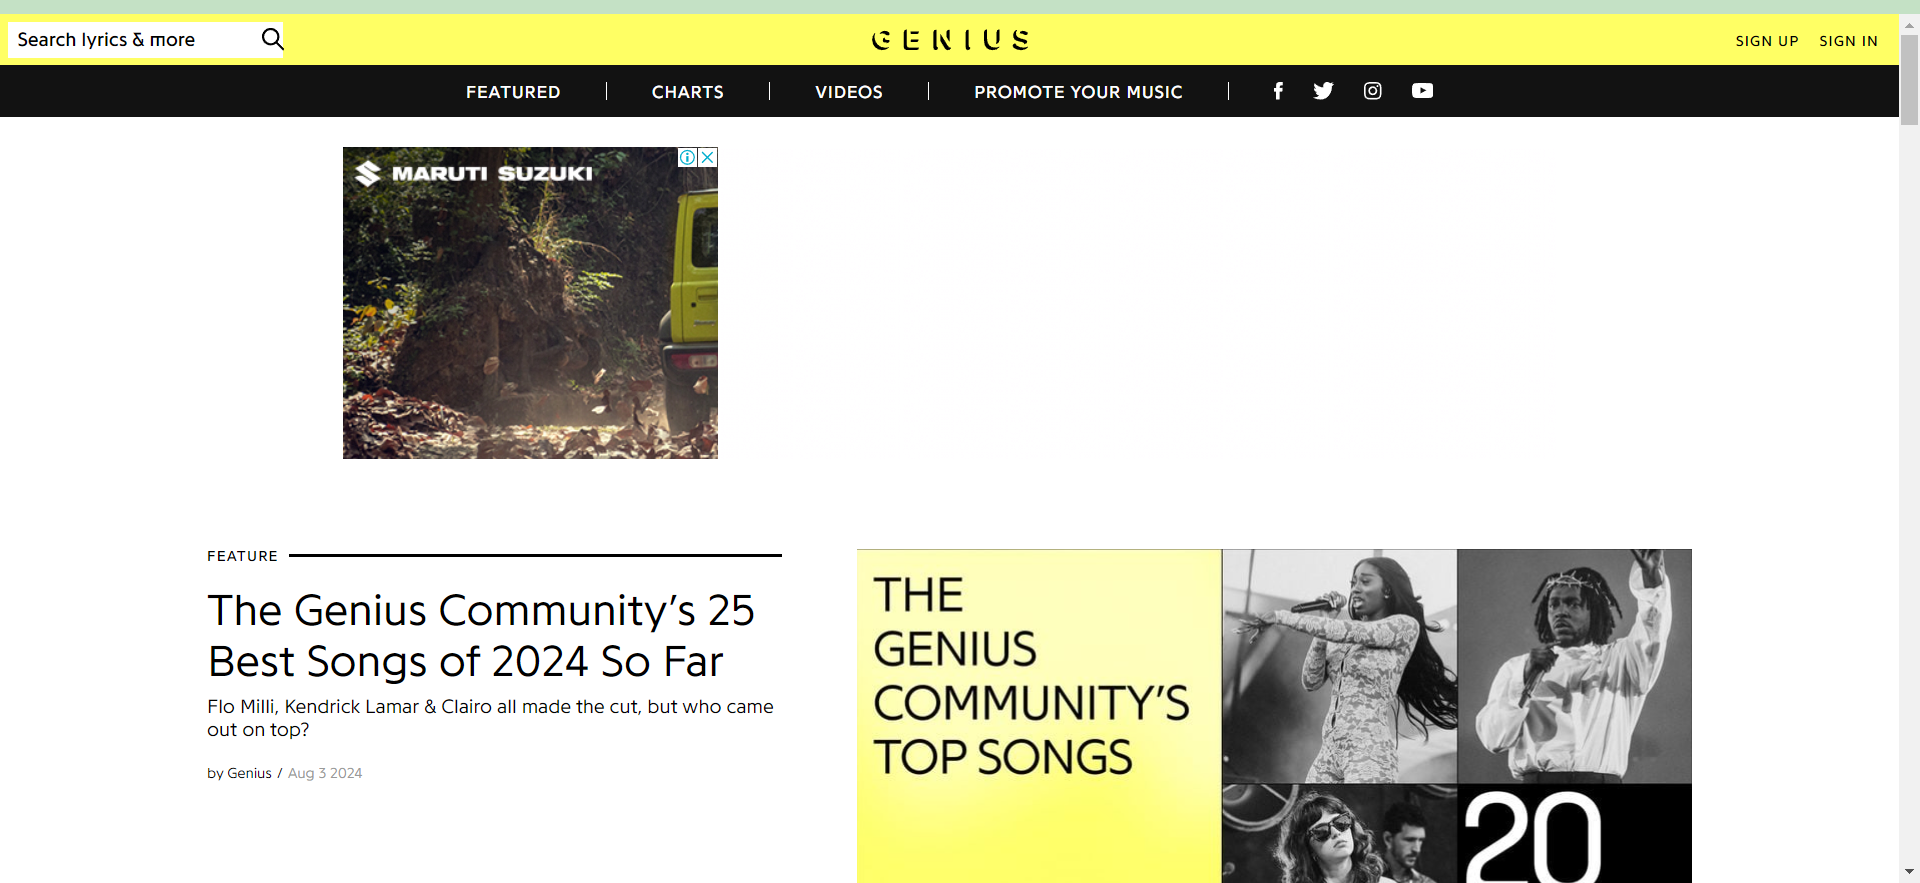 Search lyrics & more
GENIUS
SIGN UP
SIGN IN
FEATURED
CHARTS
VIDEOS
PROMOTE YOUR MUSIC
MARUTI SUZUKI
FEATURE
The Genius Community’s 25
Best Songs of 2024 So Far
Flo Milli, Kendrick Lamar & Clairo all made the cut, but who came
out on top?
by Genius / Aug 3 2024
THE
GENIUS
COMMUNITY’S
TOP SONGS
20